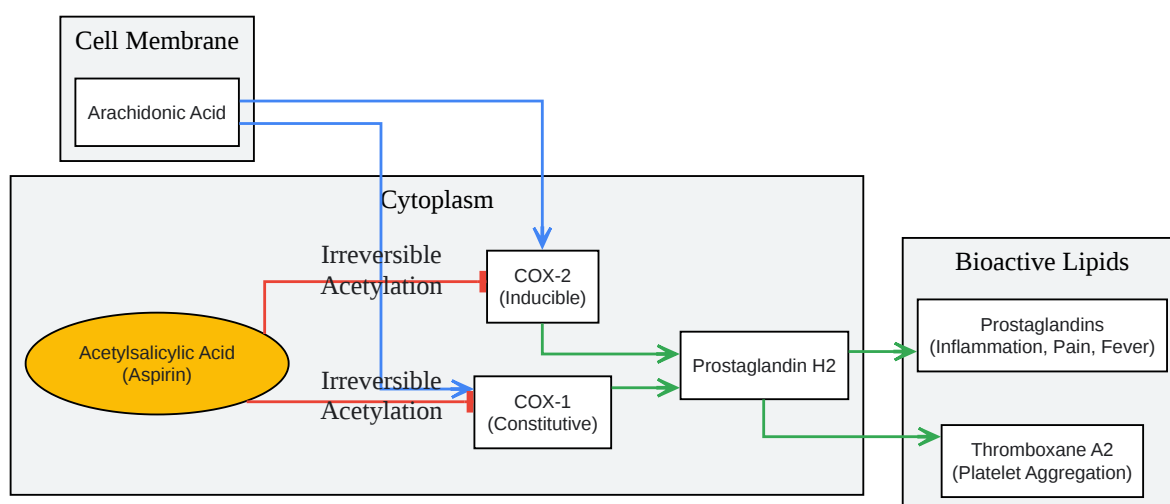 Cell Membrane
Arachidonic Acid
Cytoplasm
Irreversible
Acetylation
COX-2
(Inducible)
Bioactive Lipids
Prostaglandins
(Inflammation, Pain, Fever)
Acetylsalicylic Acid
(Aspirin)
Prostaglandin H2
Irreversible
Acetylation
COX-1
(Constitutive)
Thromboxane A2
(Platelet Aggregation)